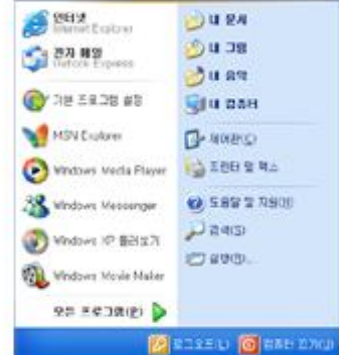 인터넷
Internet Explorer
전자 메일
Outlook Express
기본 프로그램 설정
MSN Explorer
Windows Media Player
Windows Messenger
Windows XP 둘러보기
Windows Movie Maker
모든 프로그램(P)
내 문서
내 그림
내 음악
내 컴퓨터
제어판(C)
프린터 및 팩스
도움말 및 지원(H)
검색(S)
실행(R)...
로그오프(L)
컴퓨터 끄기(U)